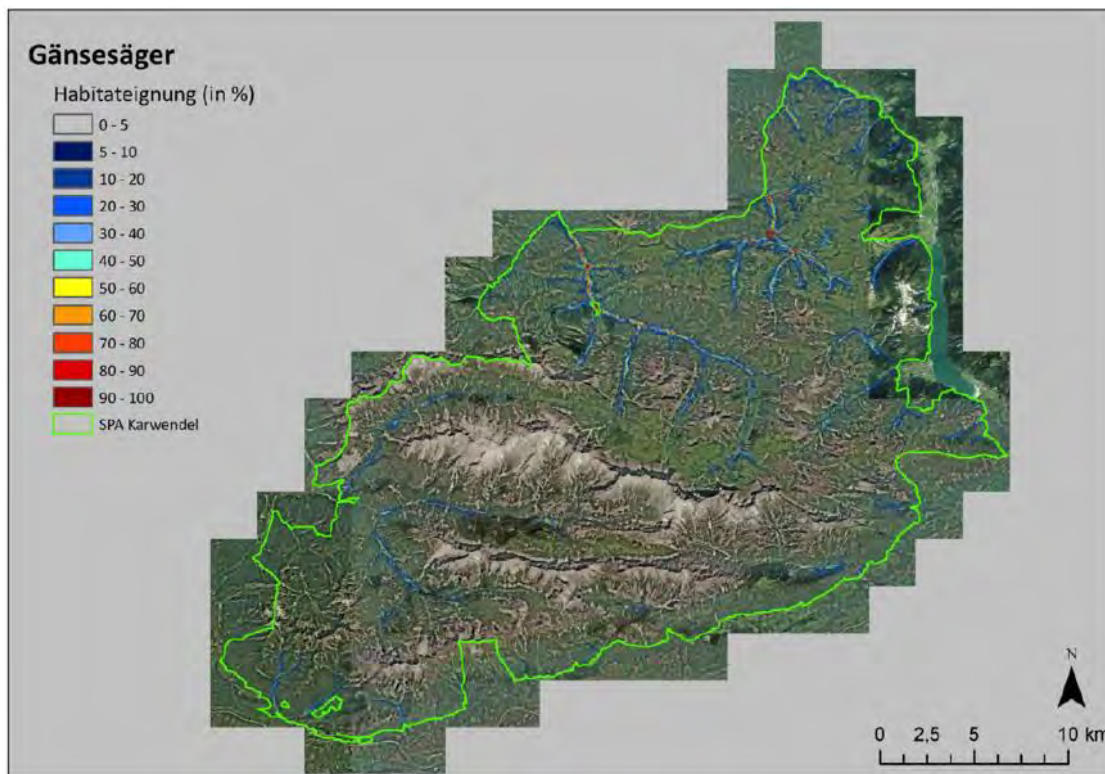 Gänsesäger
Habitateignung (in %)
0 - 5
5 - 10
10 - 20
20 - 30
30 - 40
40 - 50
50 - 60
60 - 70
70 - 80
80 - 90
90 - 100
SPA Karwendel
N
0 2,5 5 10 km